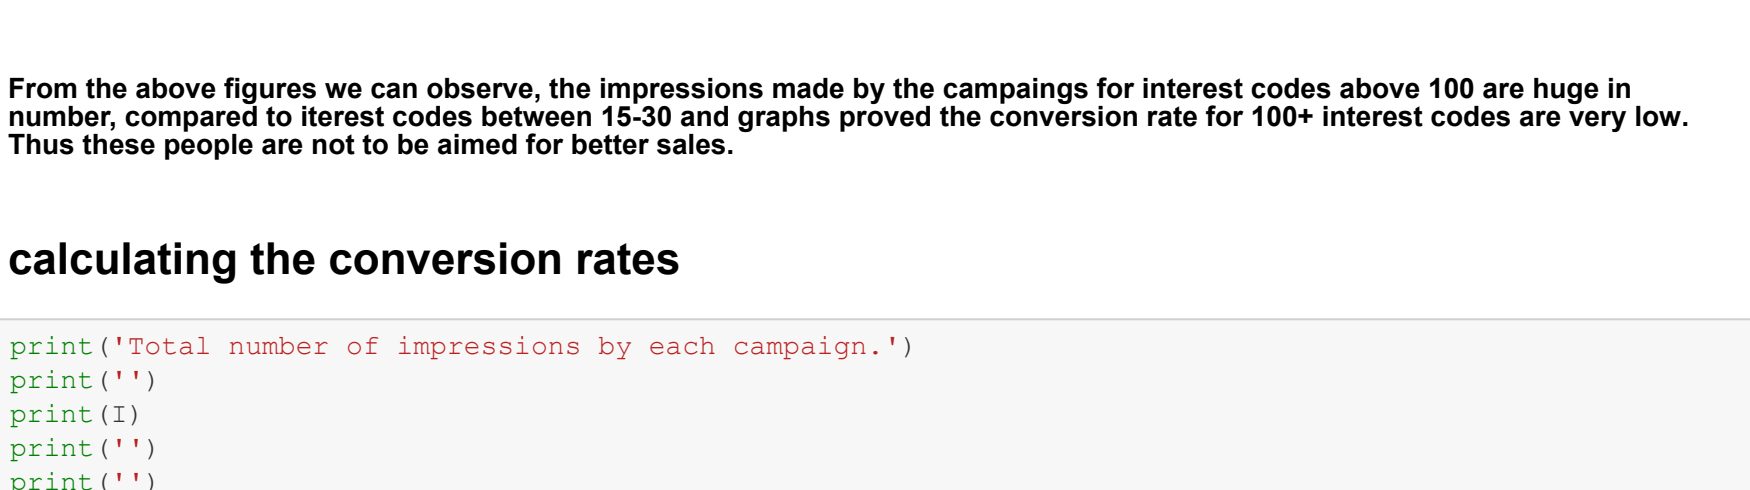 From the above figures we can observe, the impressions made by the campaings for interest codes above 100 are huge in
number, compared to iterest codes between 15-30 and graphs proved the conversion rate for 100+ interest codes are very low.
Thus these people are not to be aimed for better sales.
calculating the conversion rates
print('Total number of impressions by each campaign.')
print('')
print(I)
print('')
print('')